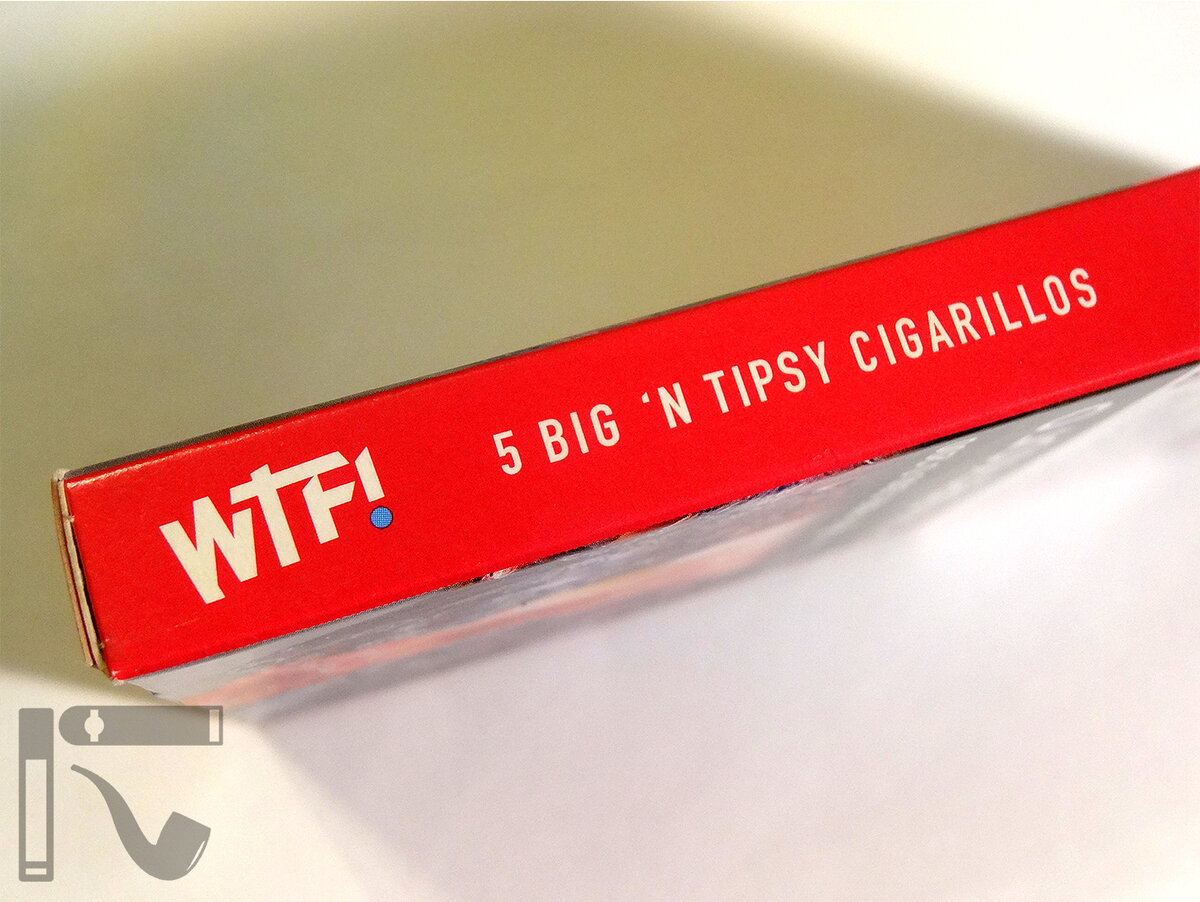 WTF! 5 BIG ‘N TIPSY CIGARILLOS